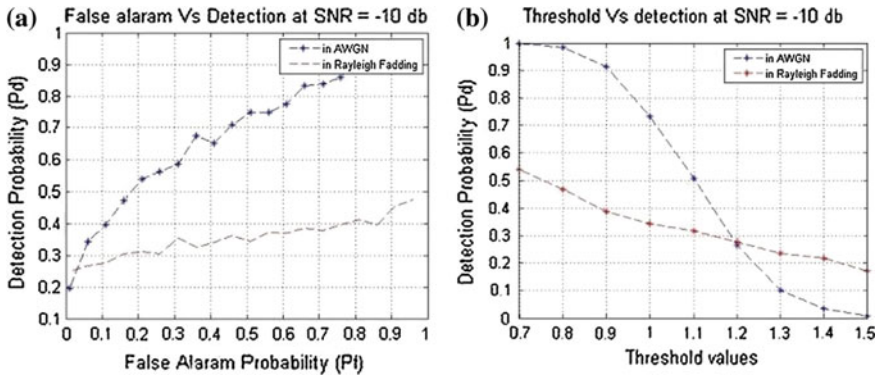 (a)
False alaram Vs Detection at SNR = -10 db
in AWGN
in Rayleigh Fadding
Detection Probability (Pd)
1
0.9
0.8
0.7
0.6
0.5
0.4
0.3
0.2
0.1
0 0.1 0.2 0.3 0.4 0.5 0.6 0.7 0.8 0.9 1
False Alaram Probability (Pf)
(b)
Threshold Vs detection at SNR = -10 db
in AWGN
in Rayleigh Fadding
Detection Probability (Pd)
1
0.9
0.8
0.7
0.6
0.5
0.4
0.3
0.2
0.1
0
0.7 0.8 0.9 1 1.1 1.2 1.3 1.4 1.5
Threshold values